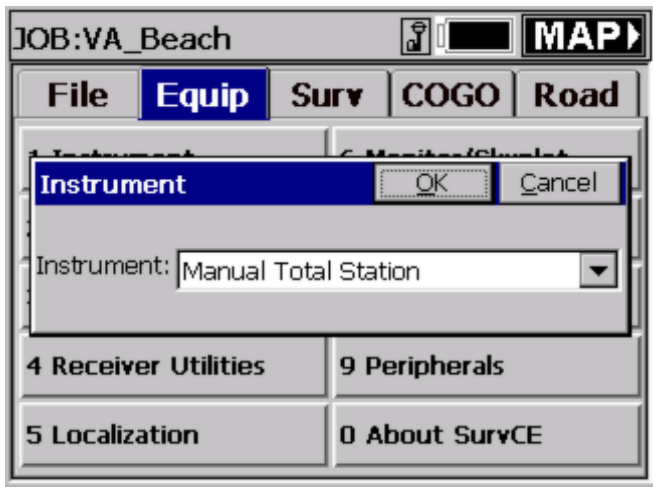 JOB:VA_Beach MAP
File Equip Surv COGO Road
Instrument OK Cancel
Instrument: Manual Total Station
4 Receiver Utilities 9 Peripherals
5 Localization 0 About SurvCE